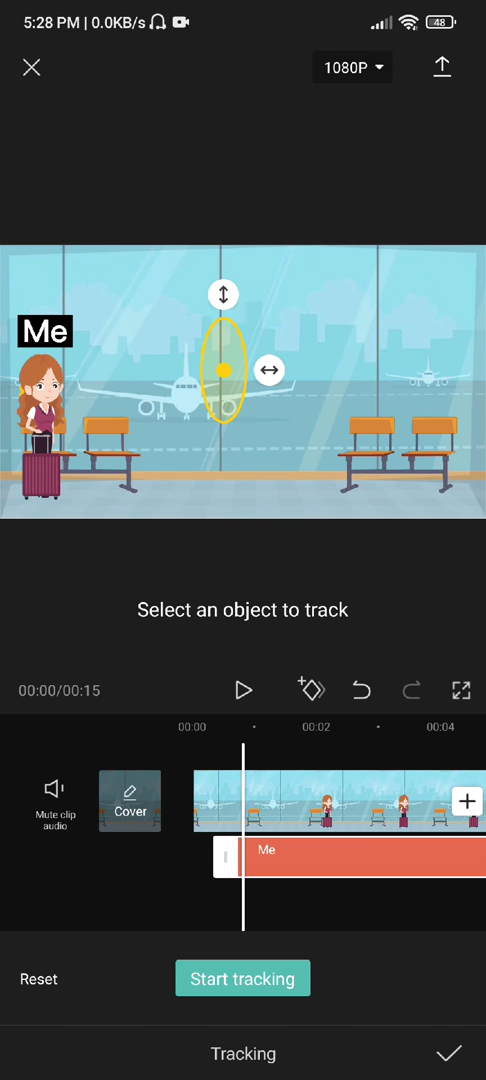 5:28 PM | 0.0KB/s 48
1080P
Me
Select an object to track
00:00/00:15
00:00 00:02 00:04
Mute clip
audio
Cover
Me
Reset
Start tracking
Tracking